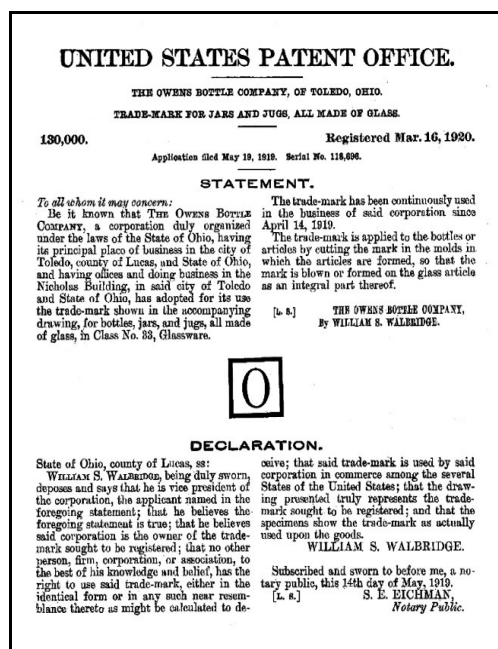 UNITED STATES PATENT OFFICE.
THE OWENS BOTTLE COMPANY, OF TOLEDO, OHIO.
TRADE-MARK FOR JARS AND JUGS, ALL MADE OF GLASS.
130,000. Registered Mar. 16, 1920.
Application filed May 19, 1919. Serial No. 118,696.
STATEMENT.
To all whom it may concern:
Be it known that THE OWENS BOTTLE
COMPANY, a corporation duly organized
under the laws of the State of Ohio, having
its principal place of business in the city of
Toledo, county of Lucas, and State of Ohio,
and having offices and doing business in the
Nicholas Building, in said city of Toledo
and State of Ohio, has adopted for its use
the trade-mark shown in the accompanying
drawing, for bottles, jars, and jugs, all made
of glass, in Class No. 33, Glassware.
The trade-mark has been continuously used
in the business of said corporation since
April 14, 1919.
The trade-mark is applied to the bottles or
articles by cutting the mark in the molds in
which the articles are formed, so that the
mark is blown or formed on the glass article
as an integral part thereof.
[L. S.] THE OWENS BOTTLE COMPANY,
By WILLIAM S. WALBRIDGE.
O
DECLARATION.
State of Ohio, county of Lucas, ss:
WILLIAM S. WALBRIDGE, being duly sworn,
deposes and says that he is vice president of
the corporation, the applicant named in the
foregoing statement; that he believes the
foregoing statement is true; that he believes
said corporation is the owner of the trade-
mark sought to be registered; that no other
person, firm, corporation, or association, to
the best of his knowledge and belief, has the
right to use said trade-mark, either in the
identical form or in any such near resem-
blance thereto as might be calculated to de-
ceive; that said trade-mark is used by said
corporation in commerce among the several
States of the United States; that the draw-
ing presented truly represents the trade-
mark sought to be registered; and that the
specimens show the trade-mark as actually
used upon the goods.
WILLIAM S. WALBRIDGE.
Subscribed and sworn to before me, a no-
tary public, this 14th day of May, 1919.
[L. S.] S. E. EICHMAN,
Notary Public.